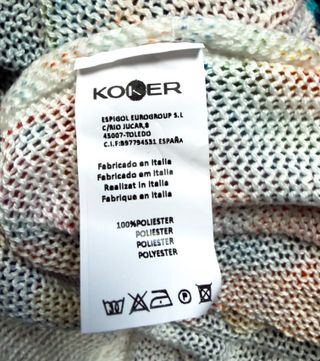 KOKER
ESPIGOL EUROGROUP S.L
C/RIO JUCAR,8
45007-TOLEDO
C.I.F:B97794531 ESPAÑA
Fabricado en Italia
Fabricado em Italia
Realizat in Italia
Fabrique en Italia
100%POLIESTER
POLIESTER
POLIESTER
POLYESTER